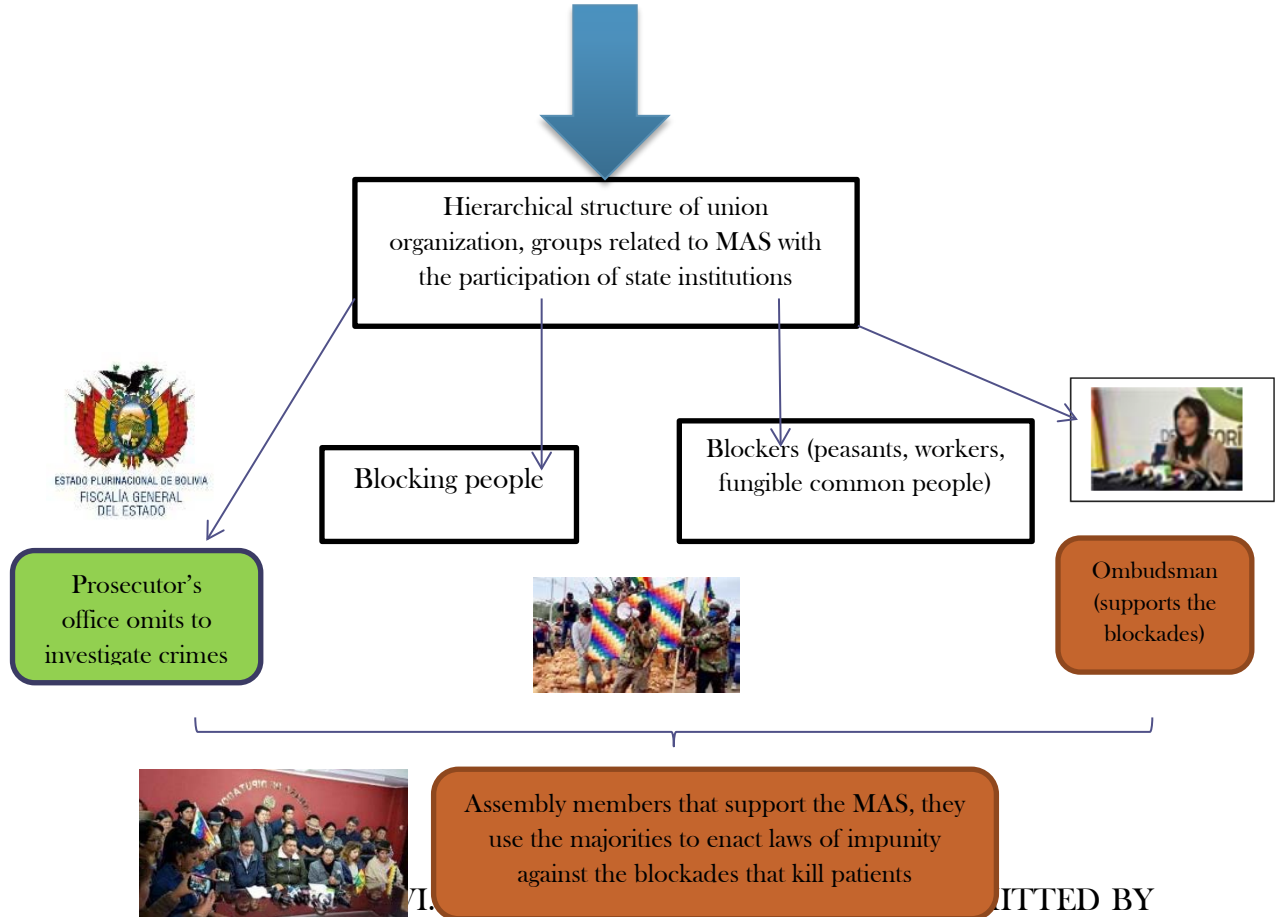 Hierarchical structure of union
organization, groups related to MAS with
the participation of state institutions
ESTADO PLURINACIONAL DE BOLIVIA
FISCALÍA GENERAL
DEL ESTADO
Blocking people
Blockers (peasants, workers,
fungible common people)
Prosecutor’s
office omits to
investigate crimes
Ombudsman
(supports the
blockades)
Assembly members that support the MAS, they
use the majorities to enact laws of impunity
against the blockades that kill patients
VI. ITTED BY